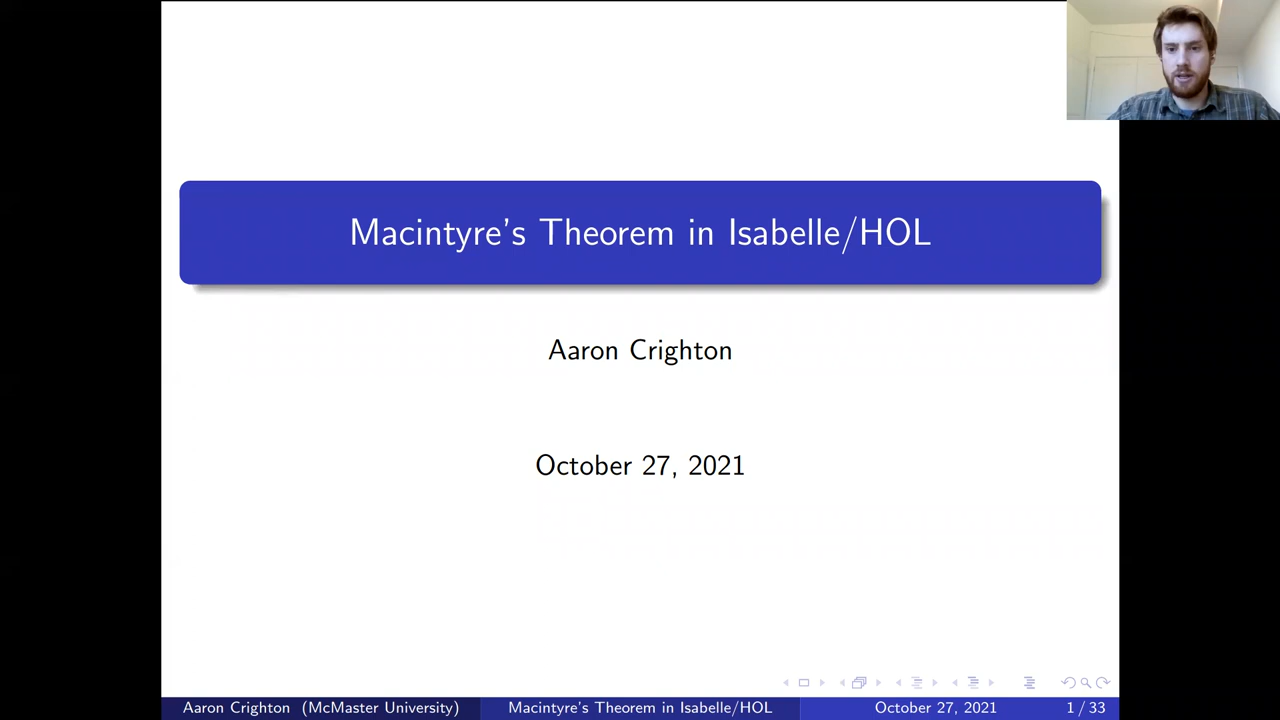 Macintyre's Theorem in Isabelle/HOL
Aaron Crighton
October 27, 2021
Aaron Crighton (McMaster University) Macintyre's Theorem in Isabelle/HOL October 27, 2021 1 / 33